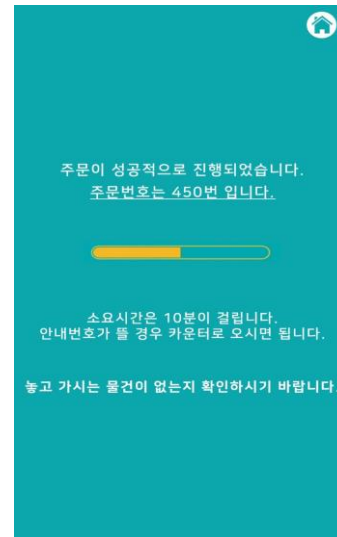 주문이 성공적으로 진행되었습니다.
주문번호는 450번 입니다.
소요시간은 10분이 걸립니다.
안내번호가 뜰 경우 카운터로 오시면 됩니다.
놓고 가시는 물건이 없는지 확인하시기 바랍니다.